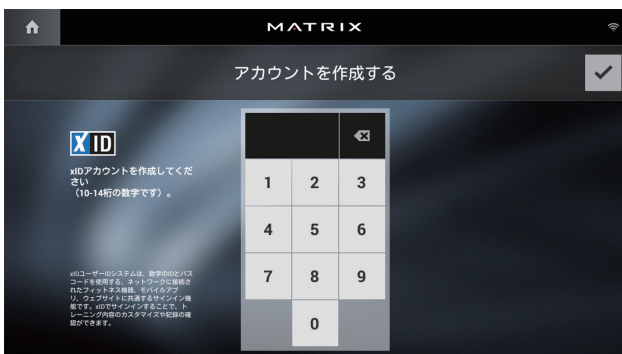 MATRIX
アカウントを作成する
X ID
xIDアカウントを作成してくだ
さい
（10-14桁の数字です）。
1 2 3
4 5 6
7 8 9
0
xIDユーザーIDシステムは、数字のIDとパス
コードを使用する、ネットワークに接続さ
れたフィットネス機器、モバイルアプ
リ、ウェブサイトに共通するサインイン機
能です。xIDでサインインすることで、ト
レーニング内容のカスタマイズや記録の確
認ができます。